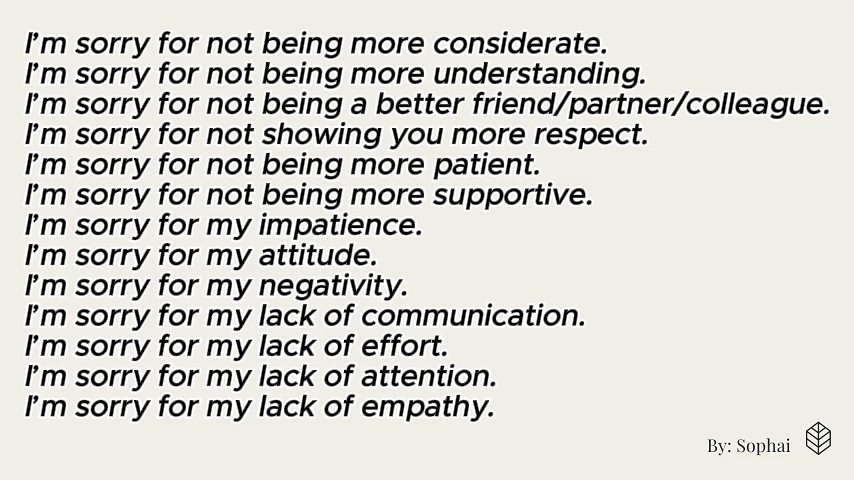 I’m sorry for not being more considerate.
I’m sorry for not being more understanding.
I’m sorry for not being a better friend/partner/colleague.
I’m sorry for not showing you more respect.
I’m sorry for not being more patient.
I’m sorry for not being more supportive.
I’m sorry for my impatience.
I’m sorry for my attitude.
I’m sorry for my negativity.
I’m sorry for my lack of communication.
I’m sorry for my lack of effort.
I’m sorry for my lack of attention.
I’m sorry for my lack of empathy.
By: Sophai